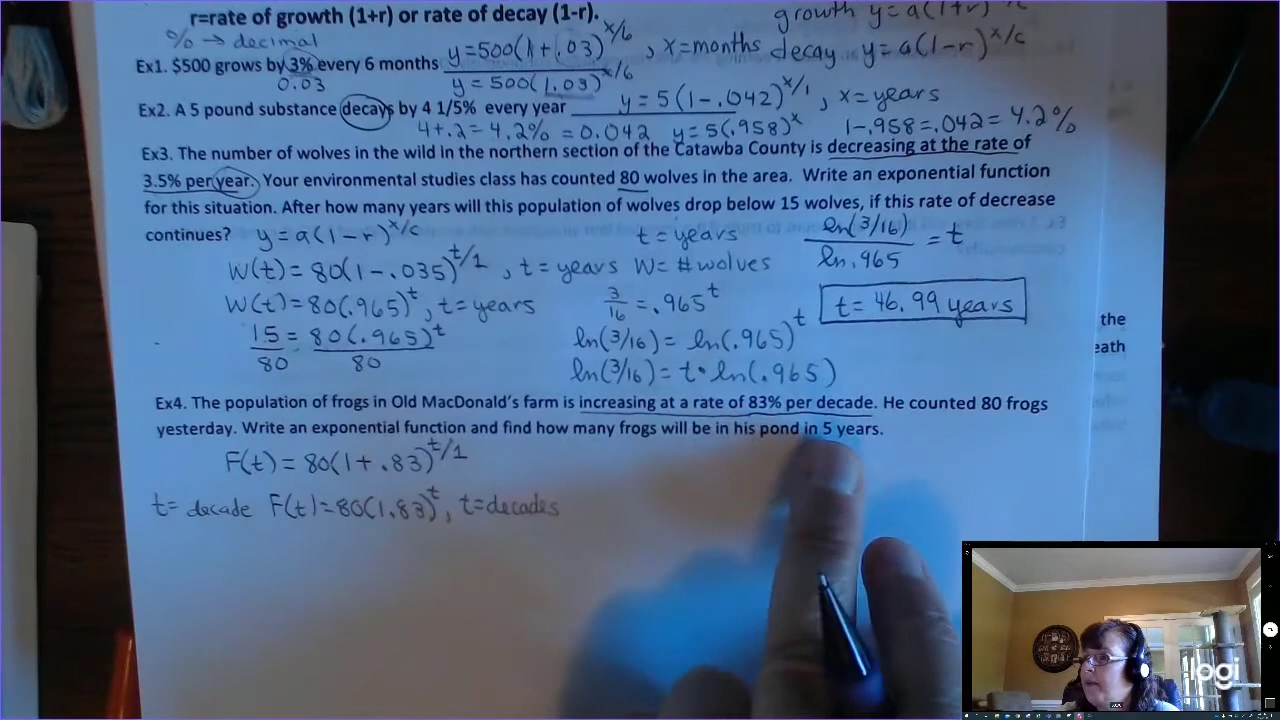 r=rate of growth (1+r) or rate of decay (1-r).
growth y=a(1+r)^x/c
% → decimal
Ex1. $500 grows by 3% every 6 months y=500(1+.03)^x/6, x=months decay y=a(1-r)^x/c
0.03 y=500(1.03)^x/6
Ex2. A 5 pound substance decays by 4 1/5% every year y=5(1-.042)^x/1, x=years
4+.2=4.2%=0.042 y=5(.958)^x 1-.958=.042=4.2%
Ex3. The number of wolves in the wild in the northern section of the Catawba County is decreasing at the rate of
3.5% per year. Your environmental studies class has counted 80 wolves in the area. Write an exponential function
for this situation. After how many years will this population of wolves drop below 15 wolves, if this rate of decrease
continues? y=a(1-r)^x/c t=years ln(3/16)/ln.965=t
W(t)=80(1-.035)^t/1, t=years W=#wolves
W(t)=80(.965)^t, t=years 3/16=.965^t t=46.99 years
15/80=80(.965)^t/80 ln(3/16)=ln(.965)^t
ln(3/16)=t·ln(.965)
the
eath
Ex4. The population of frogs in Old MacDonald's farm is increasing at a rate of 83% per decade. He counted 80 frogs
yesterday. Write an exponential function and find how many frogs will be in his pond in 5 years.
F(t)=80(1+.83)^t/1
t=decade F(t)=80(1.83)^t, t=decades
logi